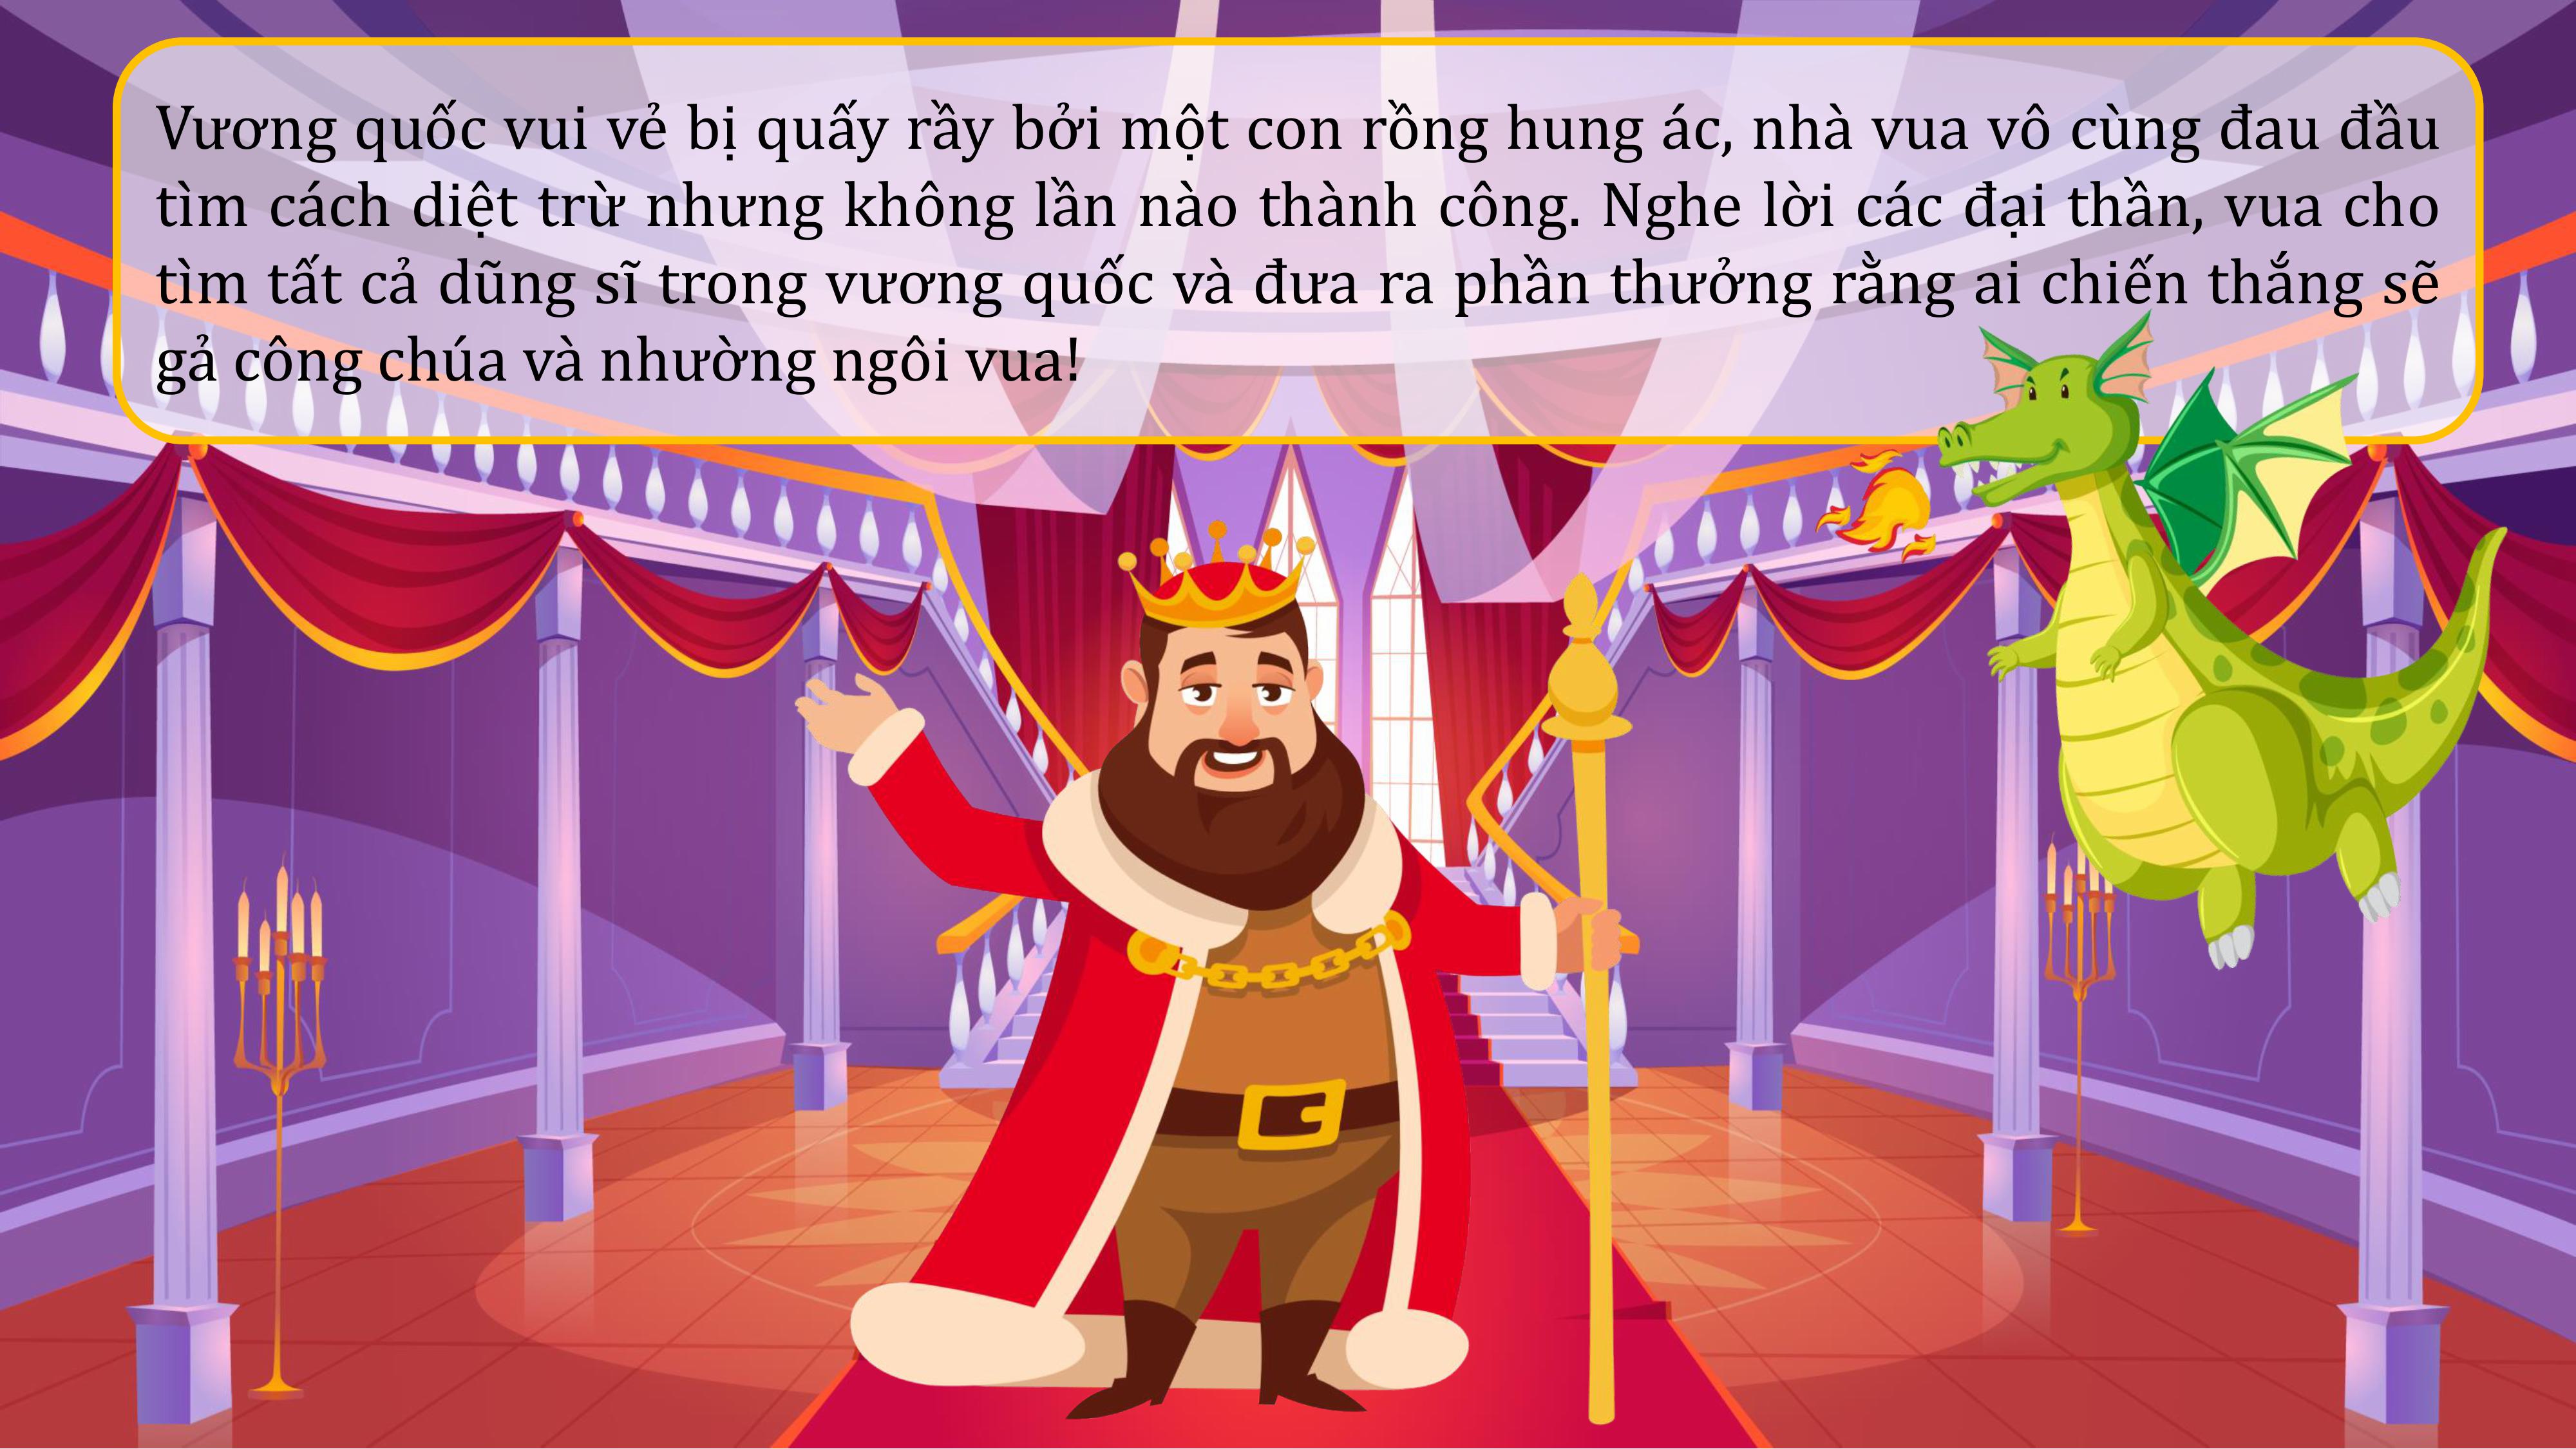 Vương quốc vui vẻ bị quấy rầy bởi một con rồng hung ác, nhà vua vô cùng đau đầu
tìm cách diệt trừ nhưng không lần nào thành công. Nghe lời các đại thần, vua cho
tìm tất cả dũng sĩ trong vương quốc và đưa ra phần thưởng rằng ai chiến thắng sẽ
gả công chúa và nhường ngôi vua!